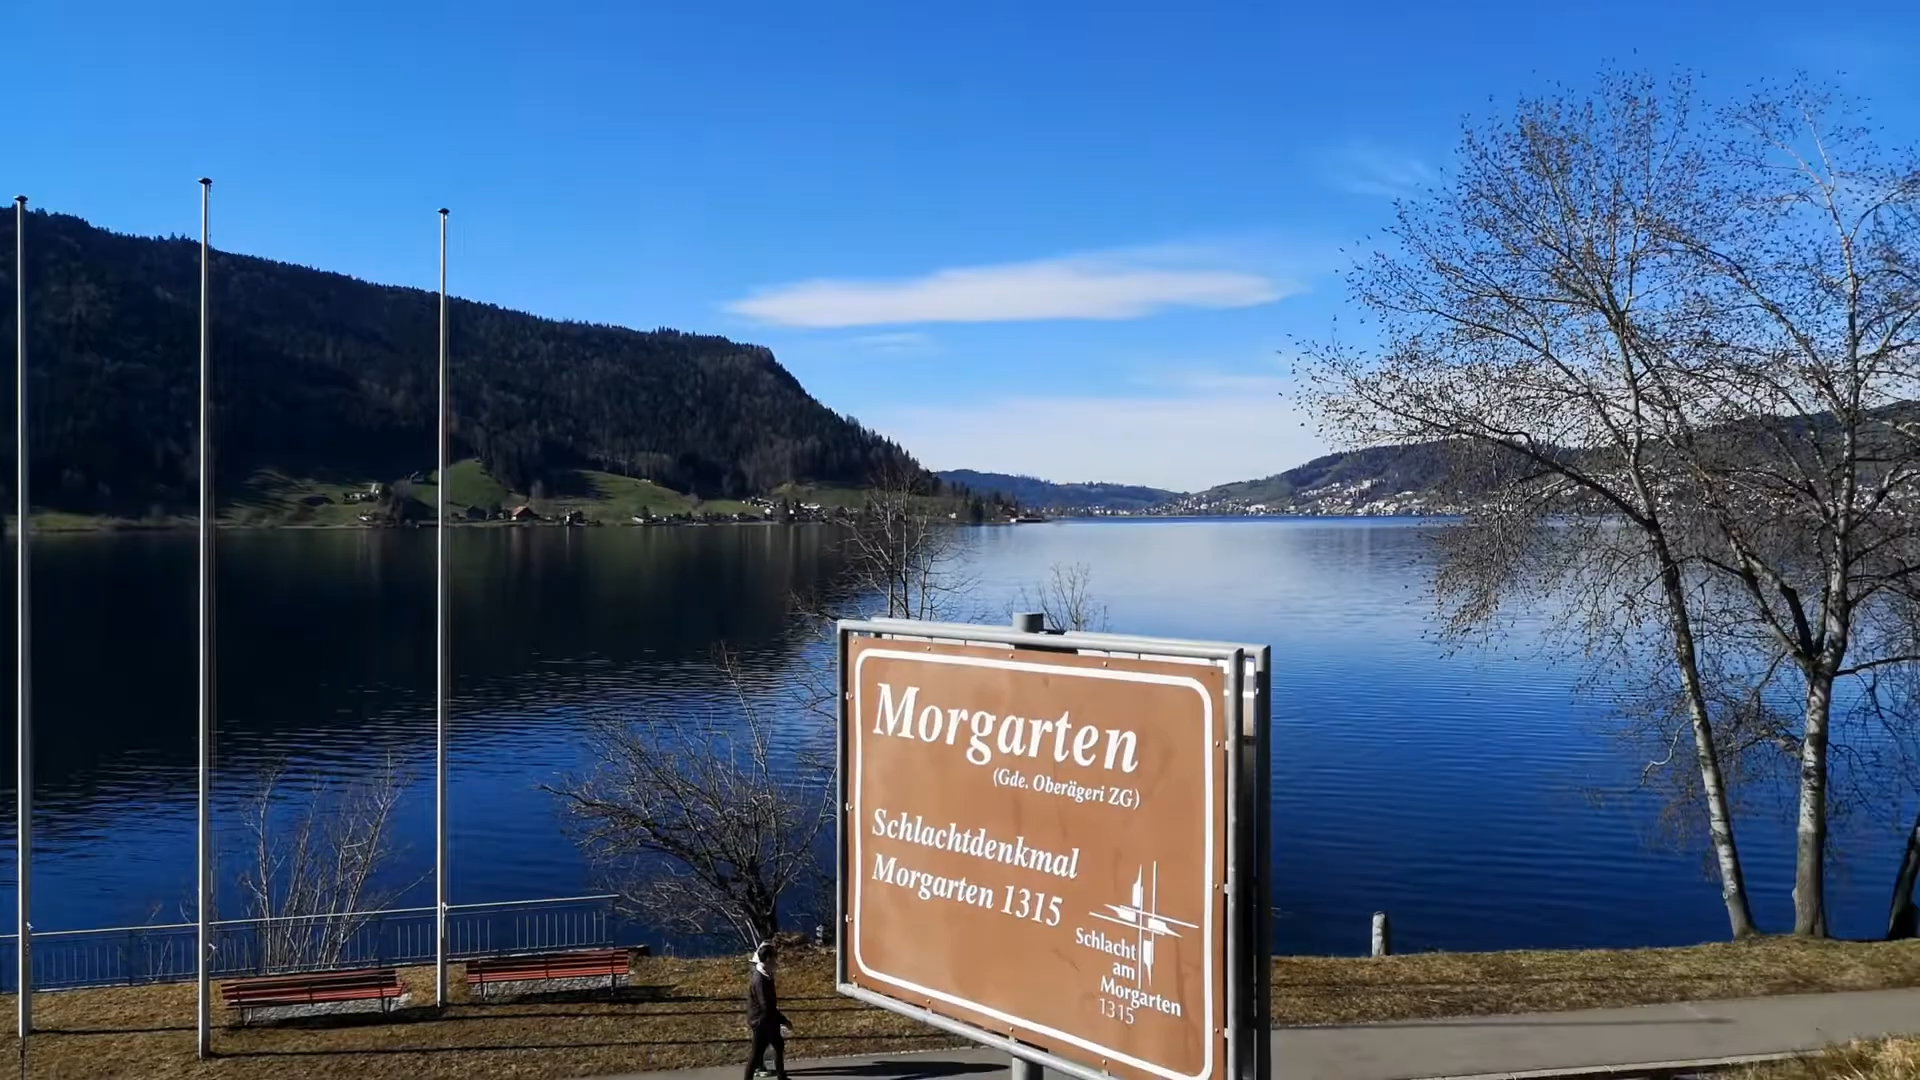 Morgarten
(Gde. Oberägeri ZG)
Schlachtdenkmal
Morgarten 1315
Schlacht
am
Morgarten
1315